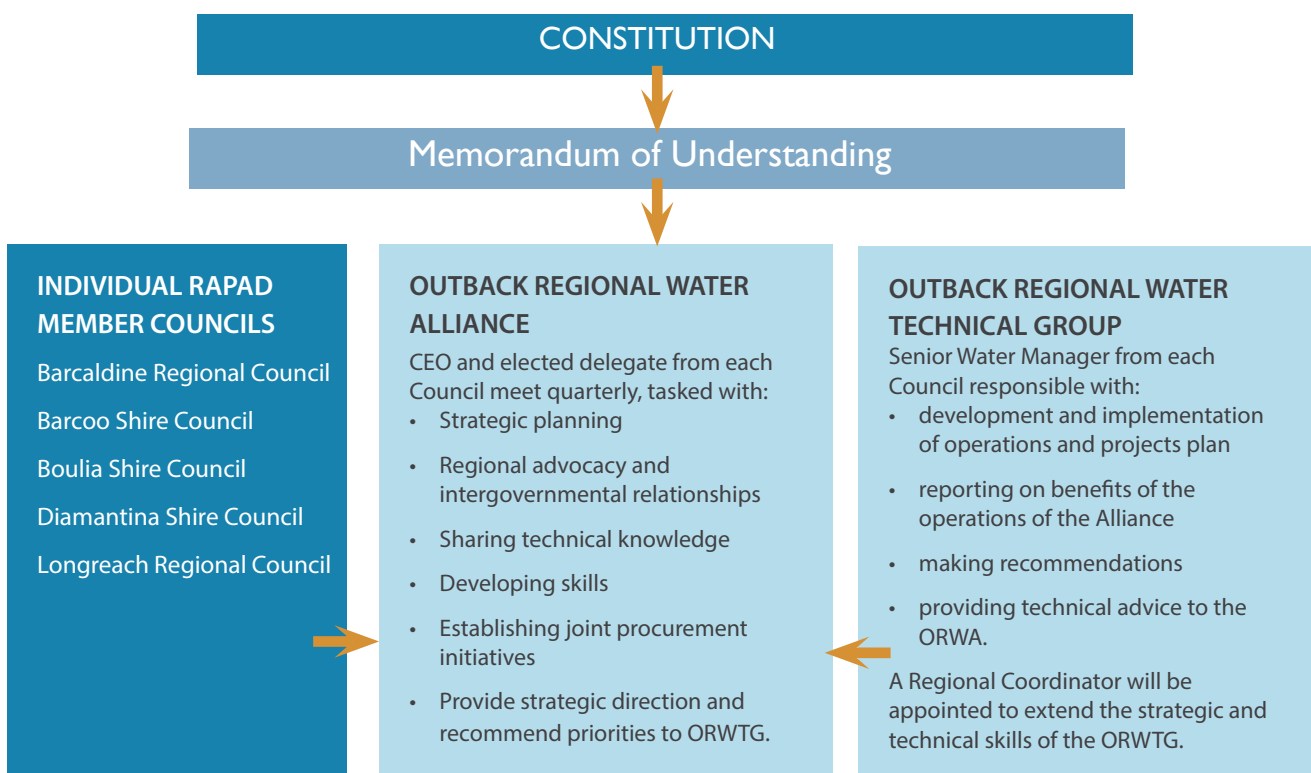 CONSTITUTION
Memorandum of Understanding
INDIVIDUAL RAPAD
MEMBER COUNCILS
Barcaldine Regional Council
Barcoo Shire Council
Boulia Shire Council
Diamantina Shire Council
Longreach Regional Council
OUTBACK REGIONAL WATER
ALLIANCE
CEO and elected delegate from each
Council meet quarterly, tasked with:
• Strategic planning
• Regional advocacy and
intergovernmental relationships
• Sharing technical knowledge
• Developing skills
• Establishing joint procurement
initiatives
• Provide strategic direction and
recommend priorities to ORWTG.
OUTBACK REGIONAL WATER
TECHNICAL GROUP
Senior Water Manager from each
Council responsible with:
• development and implementation
of operations and projects plan
• reporting on benefits of the
operations of the Alliance
• making recommendations
• providing technical advice to the
ORWA.
A Regional Coordinator will be
appointed to extend the strategic and
technical skills of the ORWTG.